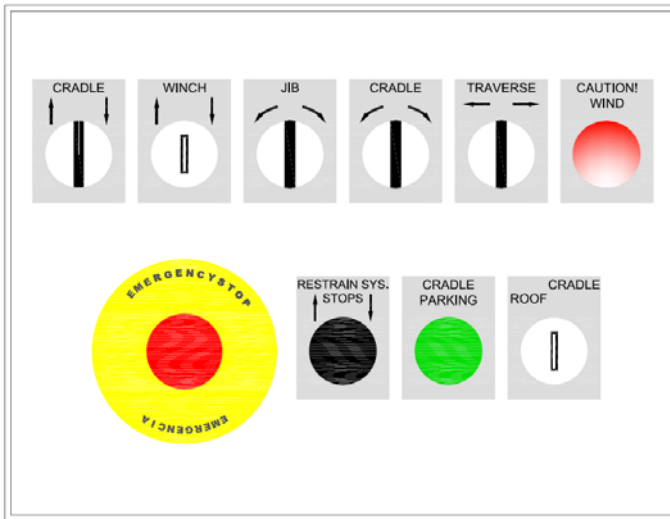 CRADLE
WINCH
JIB
CRADLE
TRAVERSE
CAUTION!
WIND
EMERGENCYSTOP
EMERGENCIA
RESTRAIN SYS.
STOPS
CRADLE
PARKING
CRADLE
ROOF